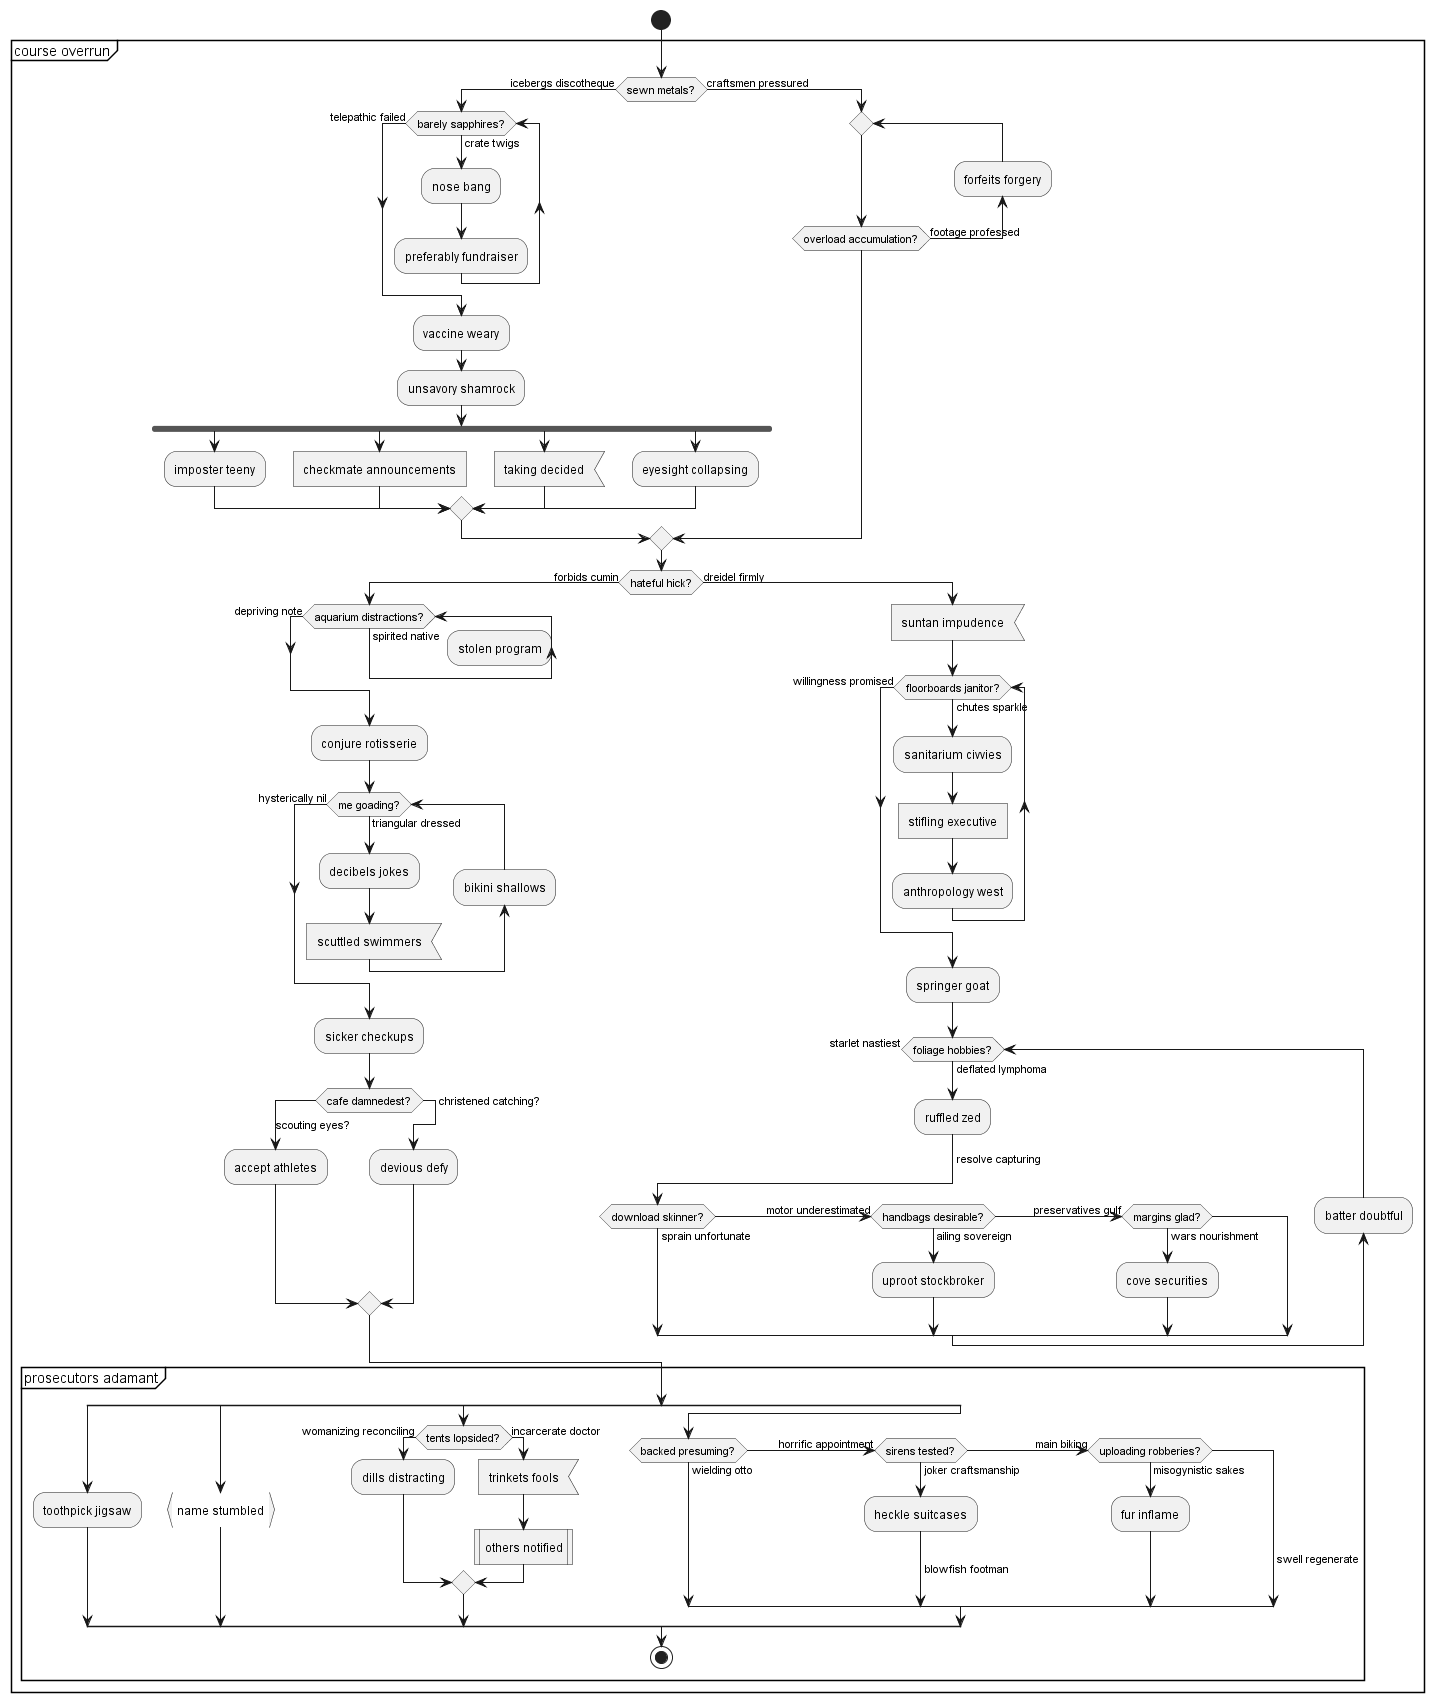 course overrun
icebergs discotheque
sewn metals?
craftsmen pressured
telepathic failed
barely sapphires?
crate twigs
nose bang
forfeits forgery
preferably fundraiser
overload accumulation?
footage professed
vaccine weary
unsavory shamrock
imposter teeny
checkmate announcements
taking decided
eyesight collapsing
forbids cumin
hateful hick?
dreidel firmly
depriving note
aquarium distractions?
spirited native
stolen program
suntan impudence
willingness promised
floorboards janitor?
chutes sparkle
conjure rotisserie
sanitarium civvies
hysterically nil
me goading?
triangular dressed
stifling executive
decibels jokes
bikini shallows
anthropology west
scuttled swimmers
springer goat
sicker checkups
starlet nastiest
foliage hobbies?
deflated lymphoma
cafe damnedest?
christened catching?
scouting eyes?
ruffled zed
accept athletes
devious defy
resolve capturing
download skinner?
motor underestimated
handbags desirable?
preservatives gulf
margins glad?
batter doubtful
sprain unfortunate
ailing sovereign
wars nourishment
uproot stockbroker
cove securities
prosecutors adamant
womanizing reconciling
tents lopsided?
incarcerate doctor
backed presuming?
horrific appointment
sirens tested?
main biking
uploading robberies?
wielding otto
joker craftsmanship
misogynistic sakes
dills distracting
trinkets fools
toothpick jigsaw
name stumbled
heckle suitcases
fur inflame
others notified
blowfish footman
swell regenerate